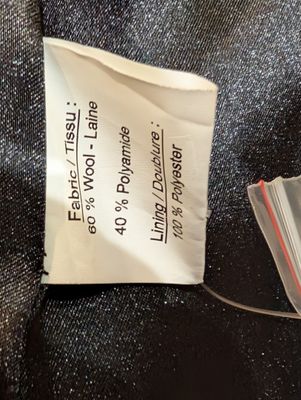 Fabric / Tissu :
60 % Wool - Laine
40 % Polyamide
Lining / Doublure :
100 % Polyester